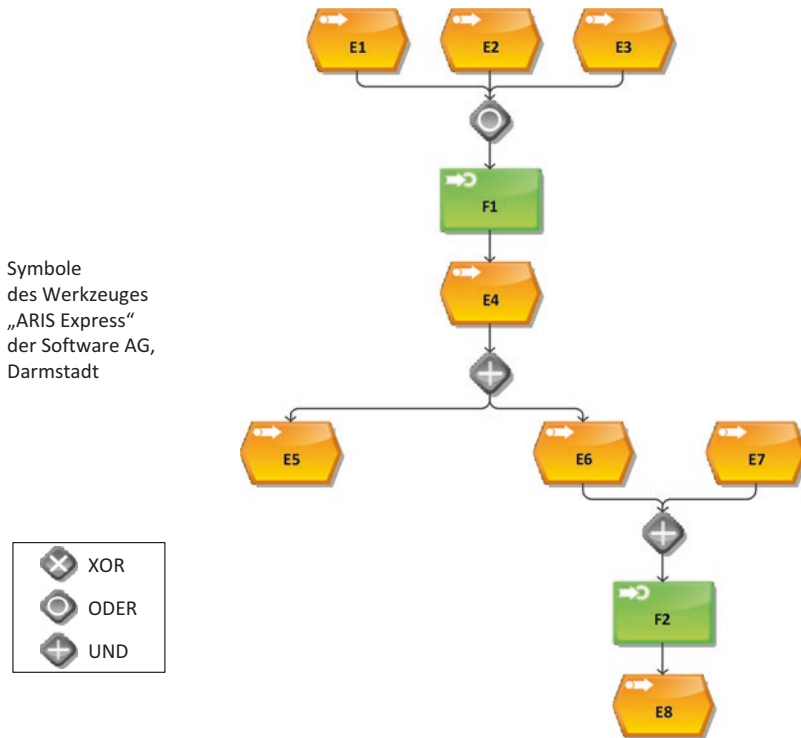 E1
E2
E3
F1
Symbole
des Werkzeuges
„ARIS Express“
der Software AG,
Darmstadt
E4
E5
E6
E7
XOR
ODER
UND
F2
E8